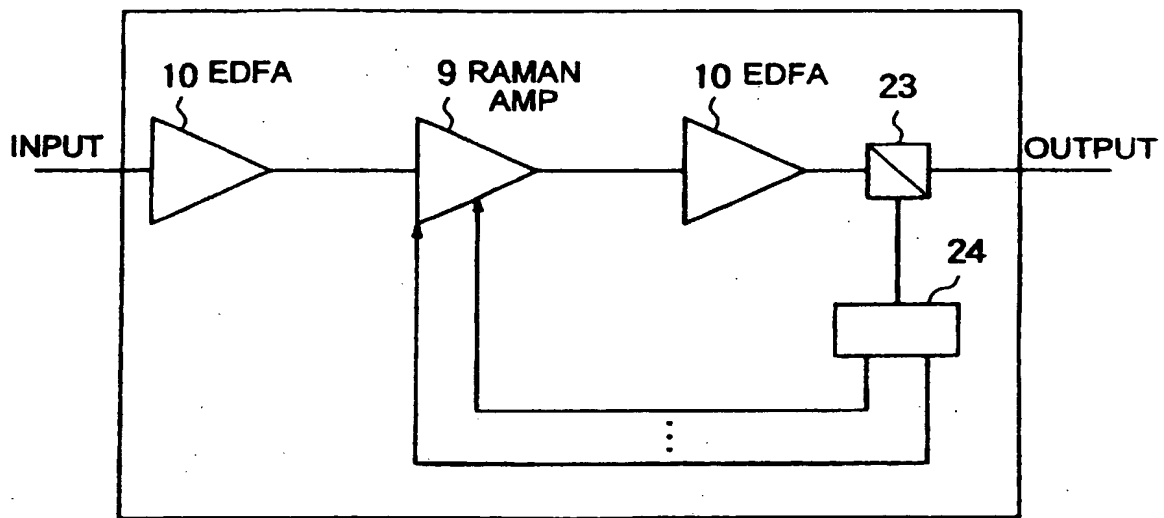 10 EDFA
9 RAMAN
AMP
10 EDFA
23
INPUT
OUTPUT
24